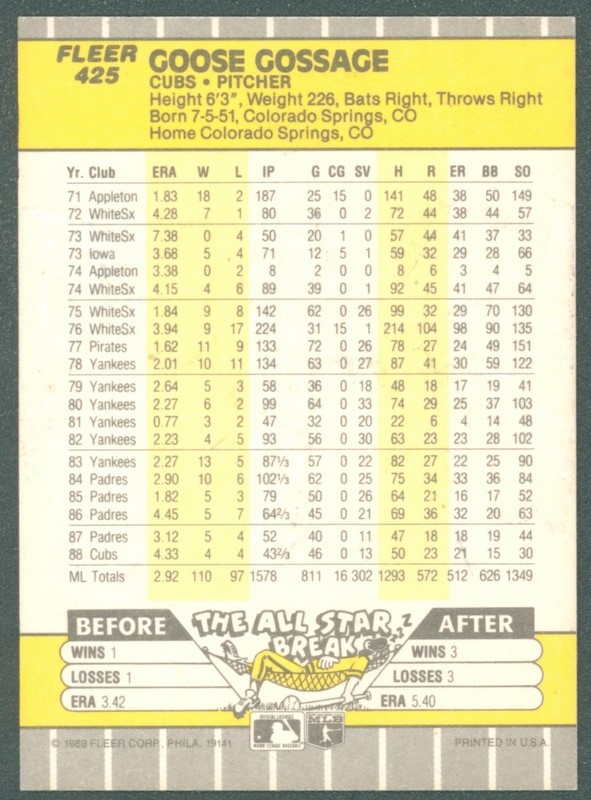 FLEER
425
GOOSE GOSSAGE
CUBS • PITCHER
Height 6'3", Weight 226, Bats Right, Throws Right
Born 7-5-51, Colorado Springs, CO
Home Colorado Springs, CO
Yr. Club ERA W L IP G CG SV H R ER BB SO
71 Appleton 1.83 18 2 187 25 15 0 141 48 38 50 149
72 WhiteSx 4.28 7 1 80 36 0 2 72 44 38 44 57
73 WhiteSx 7.38 0 4 50 20 1 0 57 44 41 37 33
73 Iowa 3.68 5 4 71 12 5 1 59 32 29 28 66
74 Appleton 3.38 0 2 8 2 0 0 8 6 3 4 5
74 WhiteSx 4.15 4 6 89 39 0 1 92 45 41 47 64
75 WhiteSx 1.84 9 8 142 62 0 26 99 32 29 70 130
76 WhiteSx 3.94 9 17 224 31 15 1 214 104 98 90 135
77 Pirates 1.62 11 9 133 72 0 26 78 27 24 49 151
78 Yankees 2.01 10 11 134 63 0 27 87 41 30 59 122
79 Yankees 2.64 5 3 58 36 0 18 48 18 17 19 41
80 Yankees 2.27 6 2 99 64 0 33 74 29 25 37 103
81 Yankees 0.77 3 2 47 32 0 20 22 6 4 14 48
82 Yankees 2.23 4 5 93 56 0 30 63 23 23 28 102
83 Yankees 2.27 13 5 87⅓ 57 0 22 82 27 22 25 90
84 Padres 2.90 10 6 102⅓ 62 0 25 75 34 33 36 84
85 Padres 1.82 5 3 79 50 0 26 64 21 16 17 52
86 Padres 4.45 5 7 64⅔ 45 0 21 69 36 32 20 63
87 Padres 3.12 5 4 52 40 0 11 47 18 18 19 44
88 Cubs 4.33 4 4 43⅔ 46 0 13 50 23 21 15 30
ML Totals 2.92 110 97 1578 811 16 302 1293 572 512 626 1349
BEFORE THE ALL STAR BREAK ZZZ AFTER
WINS 1 WINS 3
LOSSES 1 LOSSES 3
ERA 3.42 ERA 5.40
OFFICIAL LICENSEE
MAJOR LEAGUE BASEBALL
MLB
© 1989 FLEER CORP., PHILA. 19141 PRINTED IN U.S.A.